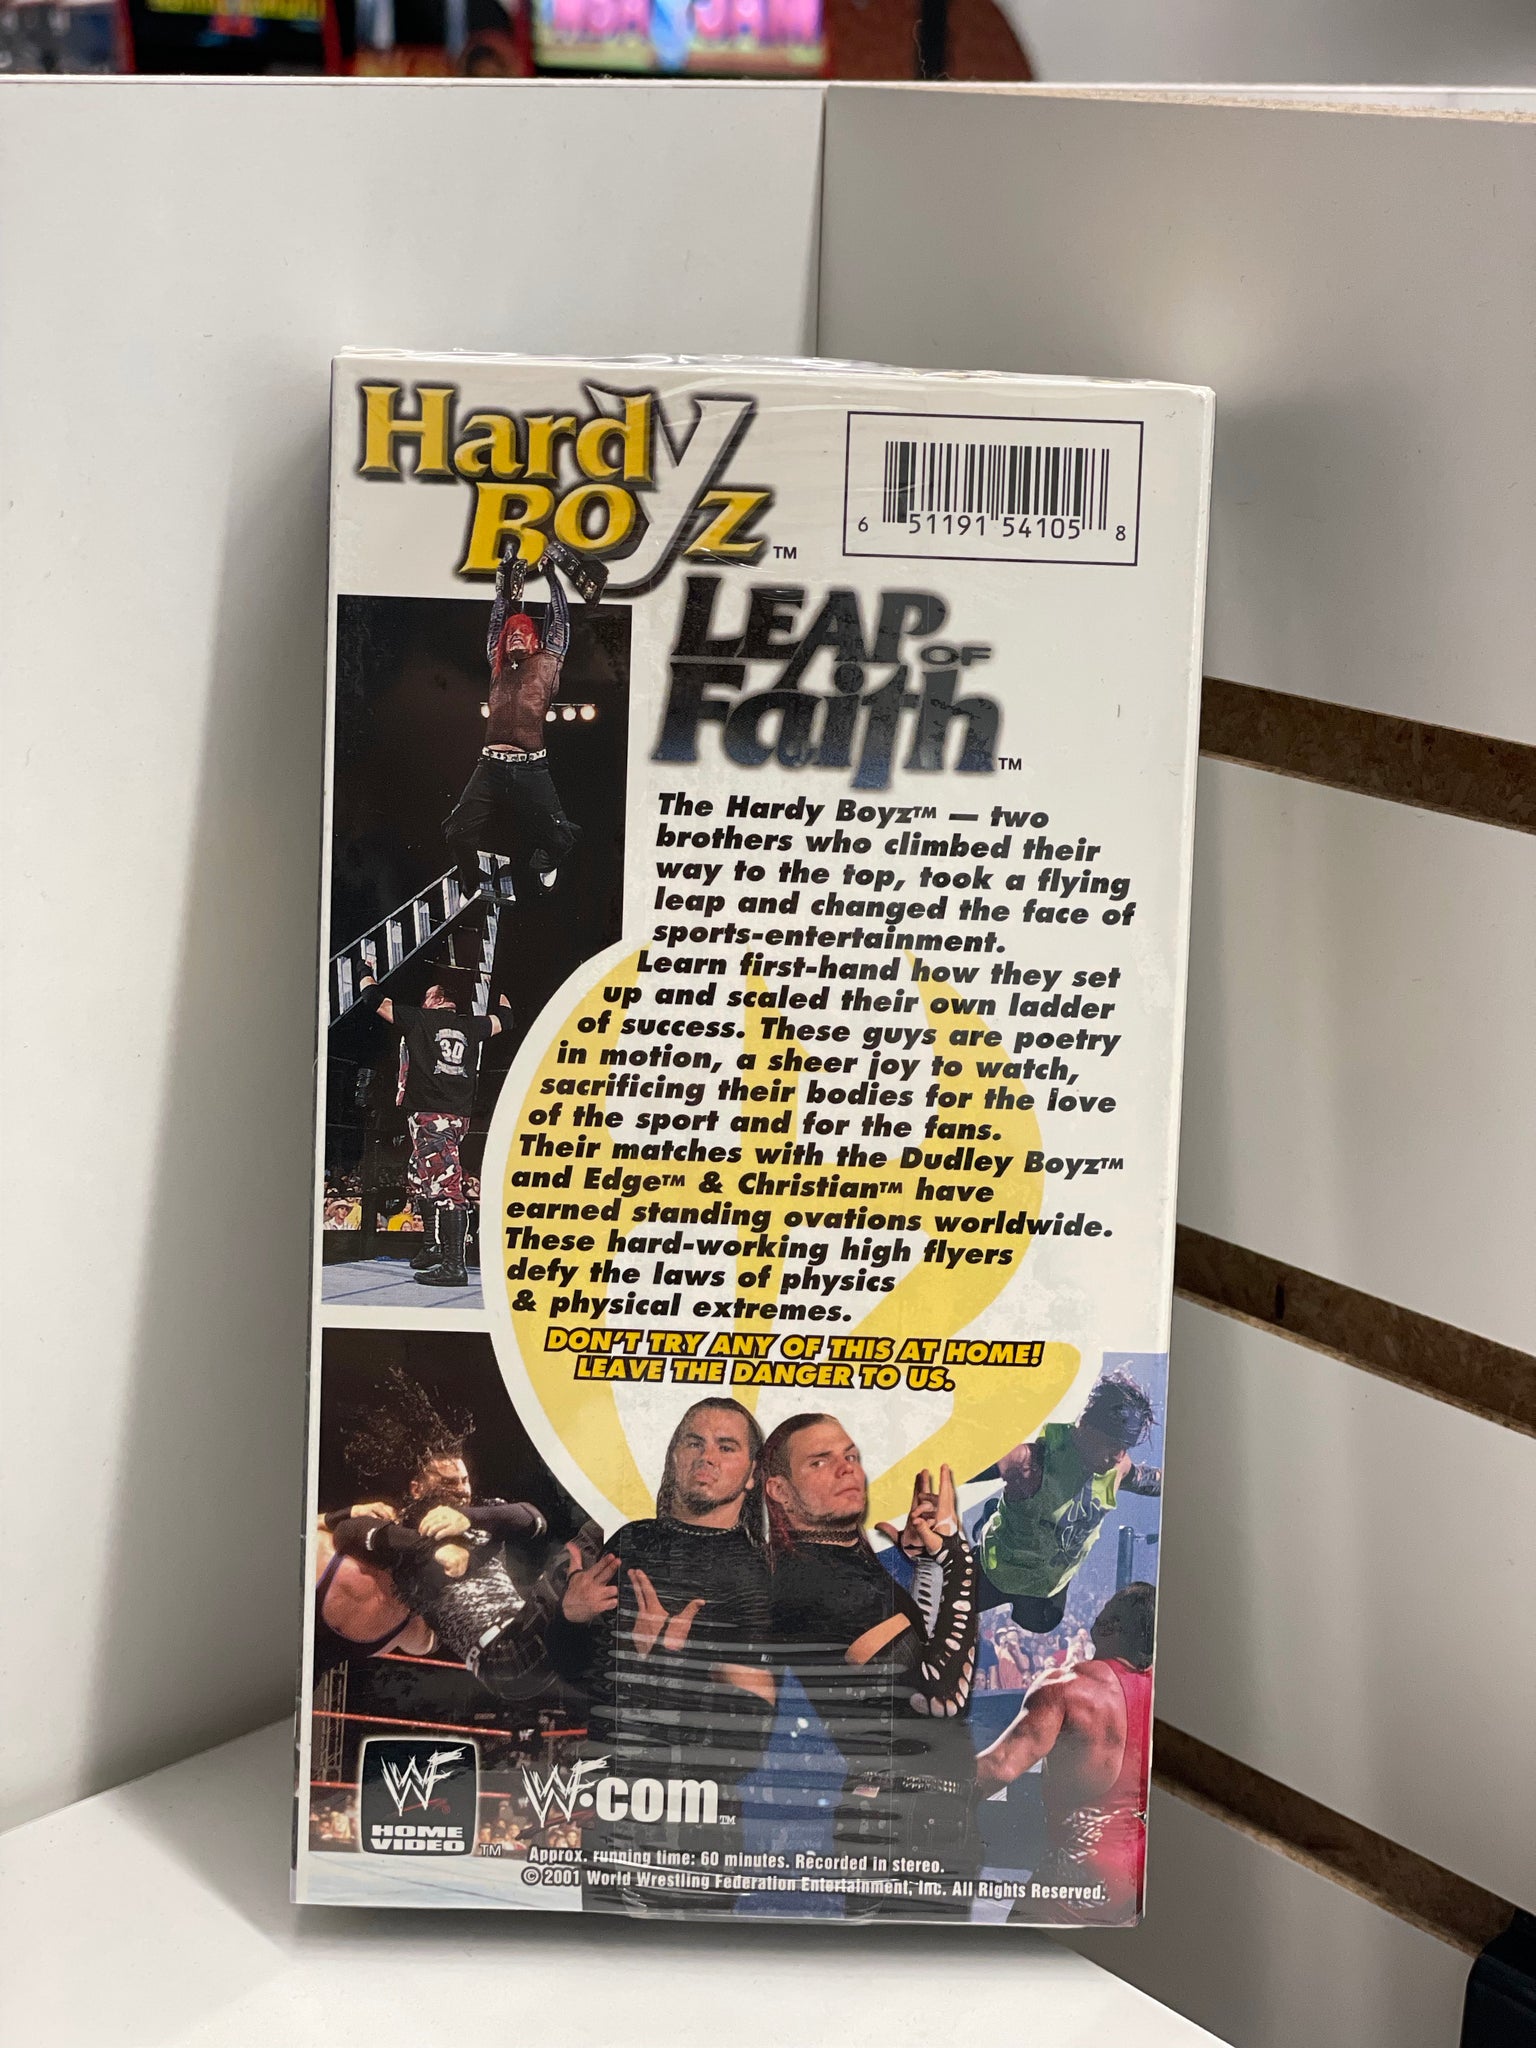 Hardy
Boyz™
6 51191 54105 8
LEAP OF
Faith™
The Hardy Boyz™ — two
brothers who climbed their
way to the top, took a flying
leap and changed the face of
sports-entertainment.
Learn first-hand how they set
up and scaled their own ladder
of success. These guys are poetry
in motion, a sheer joy to watch,
sacrificing their bodies for the love
of the sport and for the fans.
Their matches with the Dudley Boyz™
and Edge™ & Christian™ have
earned standing ovations worldwide.
These hard-working high flyers
defy the laws of physics
& physical extremes.
DON'T TRY ANY OF THIS AT HOME!
LEAVE THE DANGER TO US.
3D
WF
HOME
VIDEO™
WF.com™
Approx. running time: 60 minutes. Recorded in stereo.
© 2001 World Wrestling Federation Entertainment, Inc. All Rights Reserved.